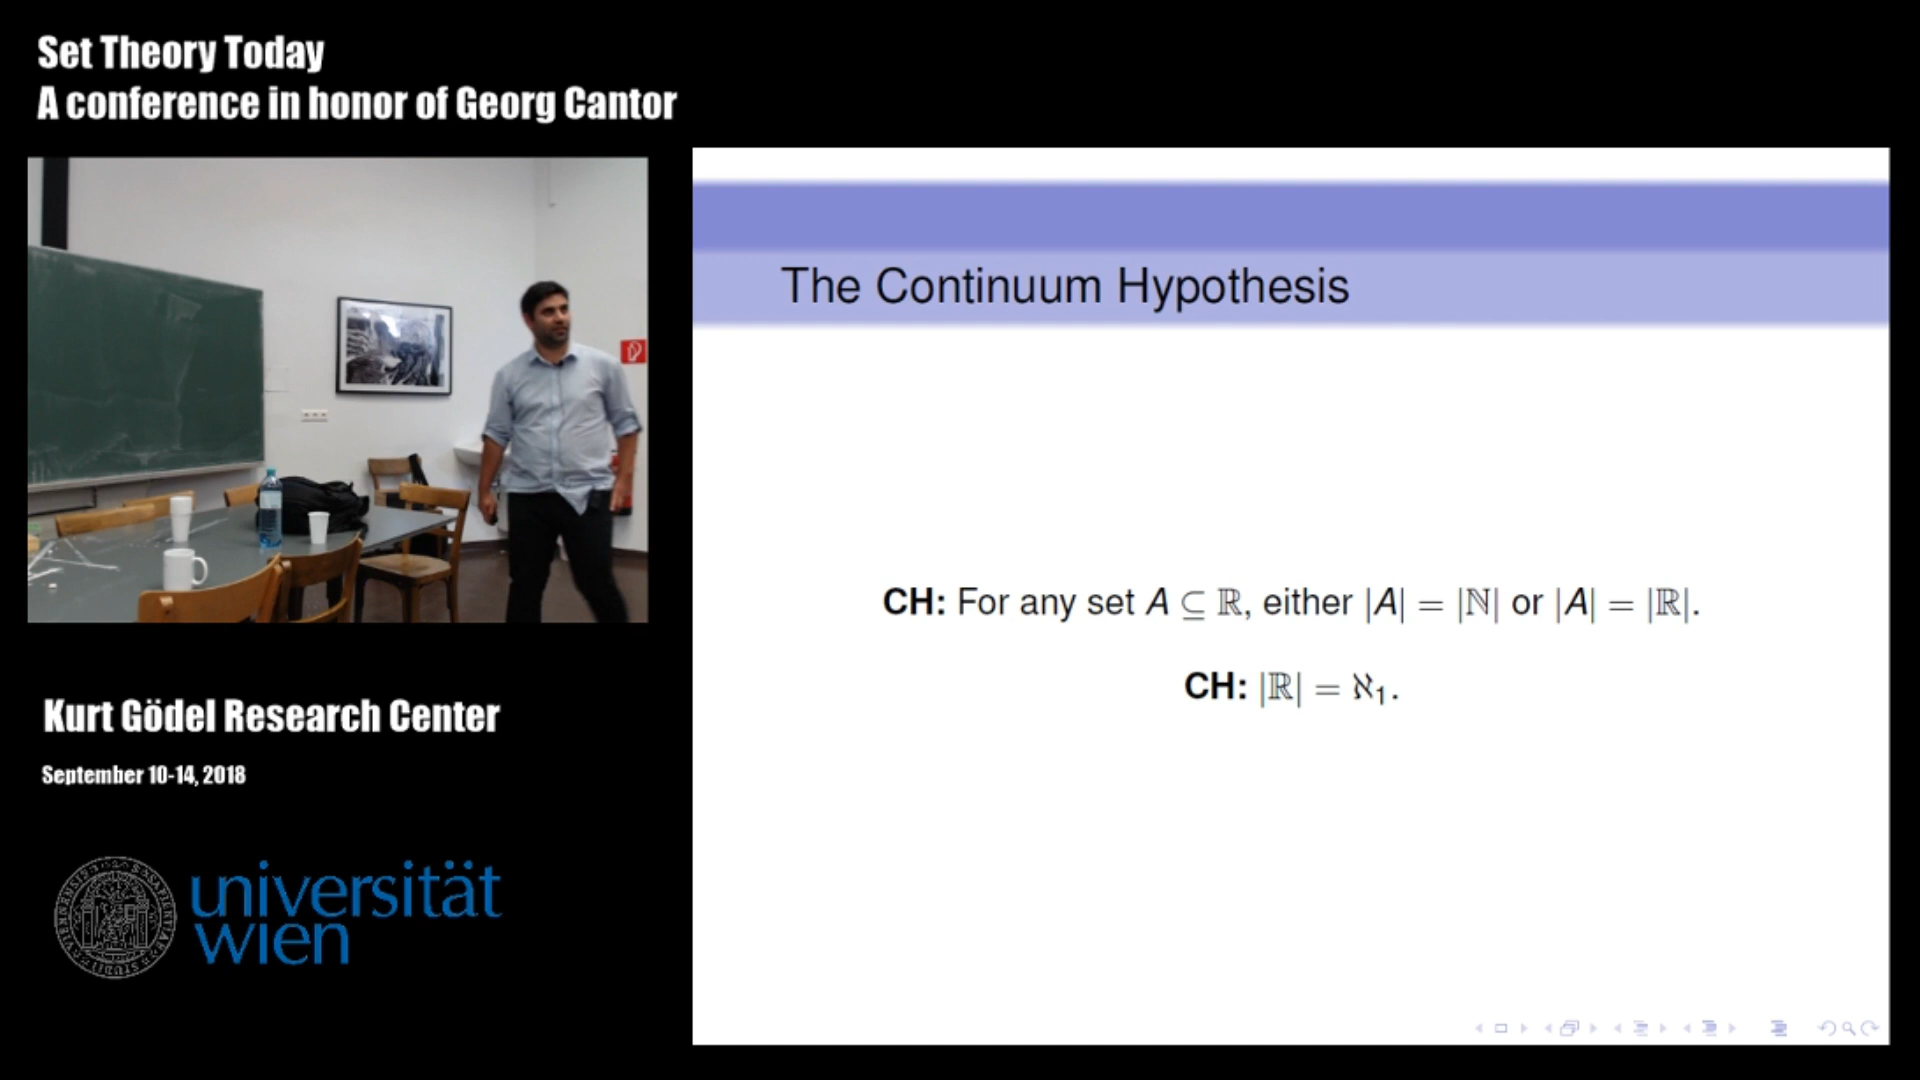 Set Theory Today
A conference in honor of Georg Cantor
The Continuum Hypothesis
CH: For any set A ⊆ ℝ, either |A| = |ℕ| or |A| = |ℝ|.
CH: |ℝ| = ℵ₁.
Kurt Gödel Research Center
September 10-14, 2018
universität
wien